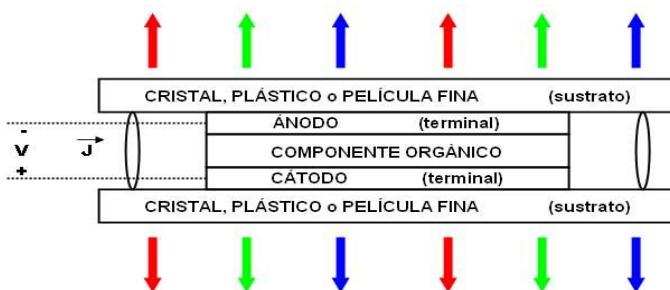 CRISTAL, PLÁSTICO o PELÍCULA FINA (sustrato)
- ÁNODO (terminal)
V J COMPONENTE ORGÁNICO
+ CÁTODO (terminal)
CRISTAL, PLÁSTICO o PELÍCULA FINA (sustrato)